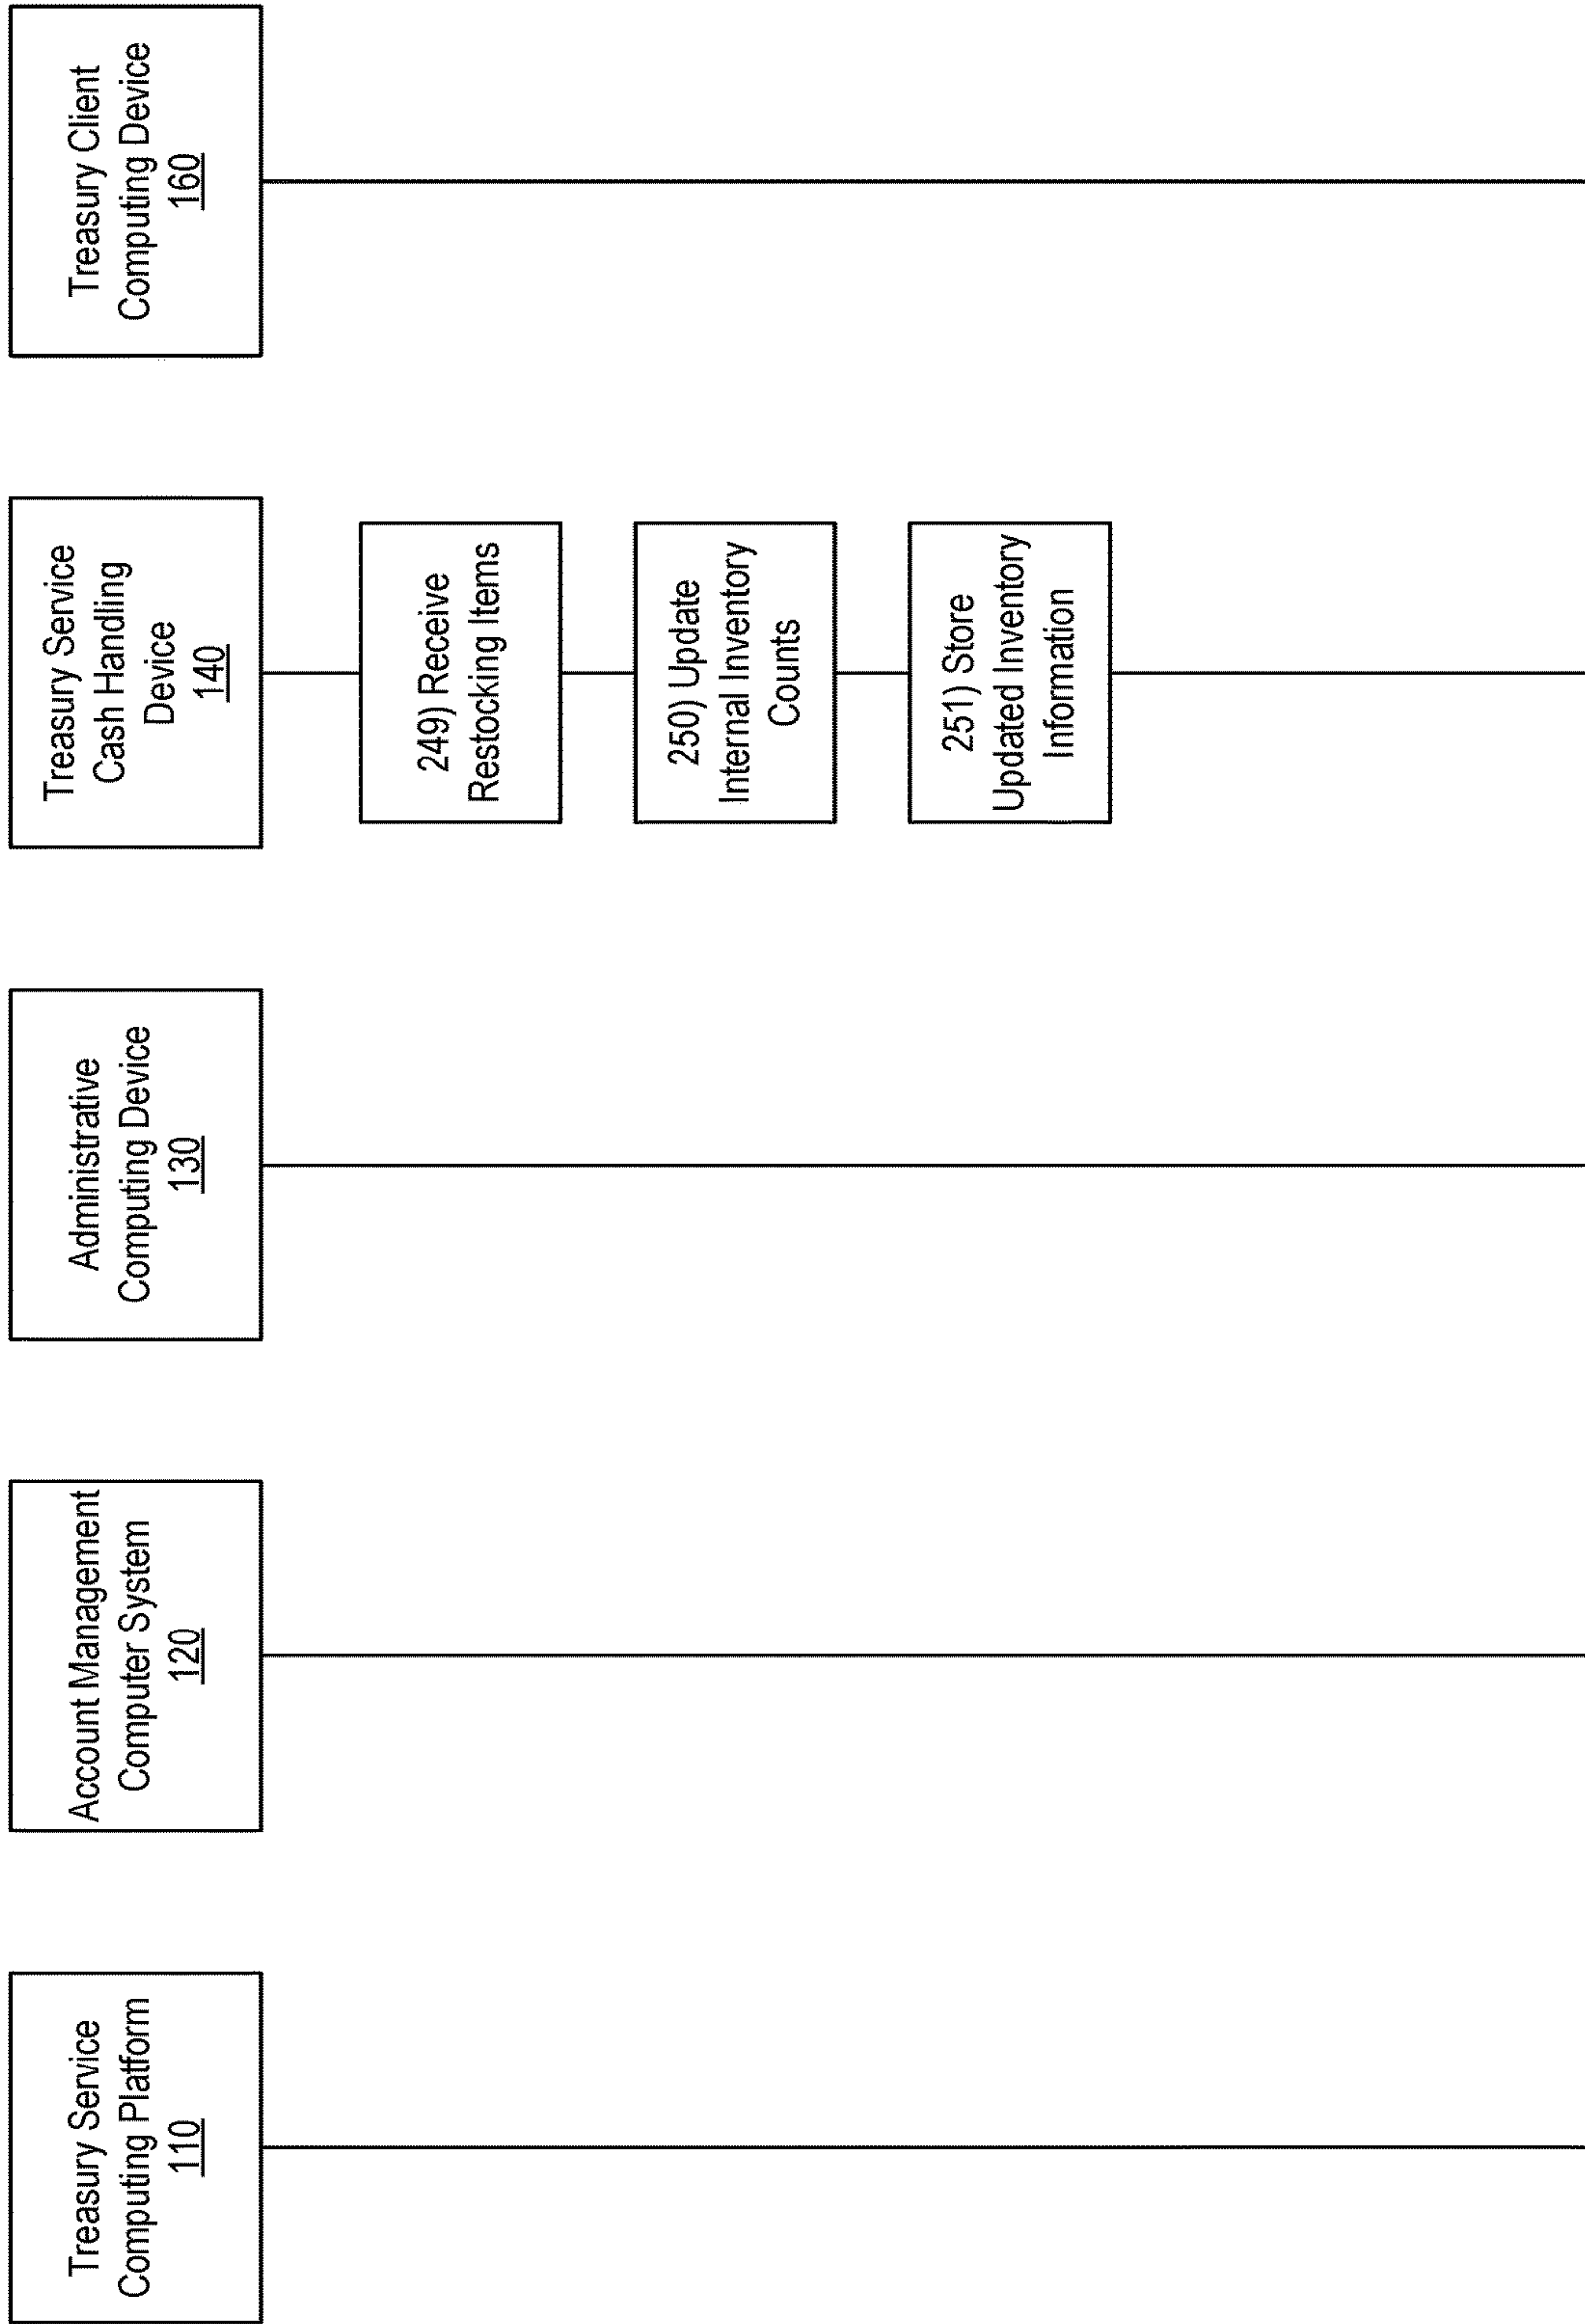 Treasury Service
Computing Platform
110
Account Management
Computer System
120
Administrative
Computing Device
130
Treasury Service
Cash Handling
Device
140
Treasury Client
Computing Device
160
249) Receive
Restocking Items
250) Update
Internal Inventory
Counts
251) Store
Updated Inventory
Information